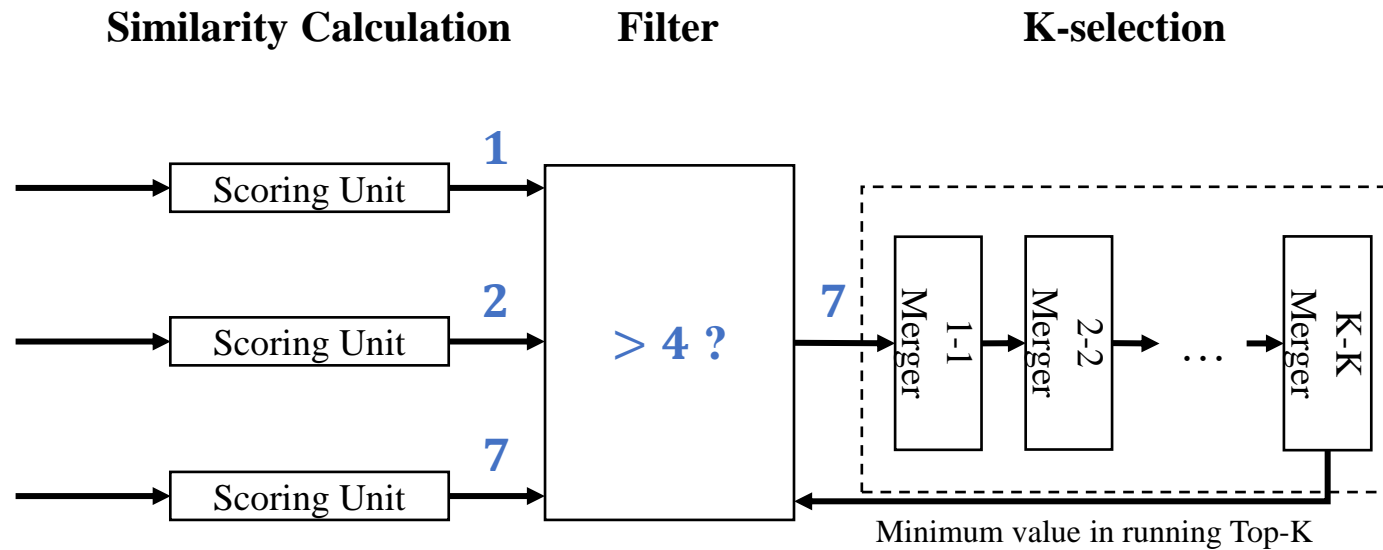 Similarity Calculation
Filter
K-selection
1
Scoring Unit
2
Scoring Unit
7
Scoring Unit
> 4 ?
7
1-1
Merger
2-2
Merger
...
K-K
Merger
Minimum value in running Top-K